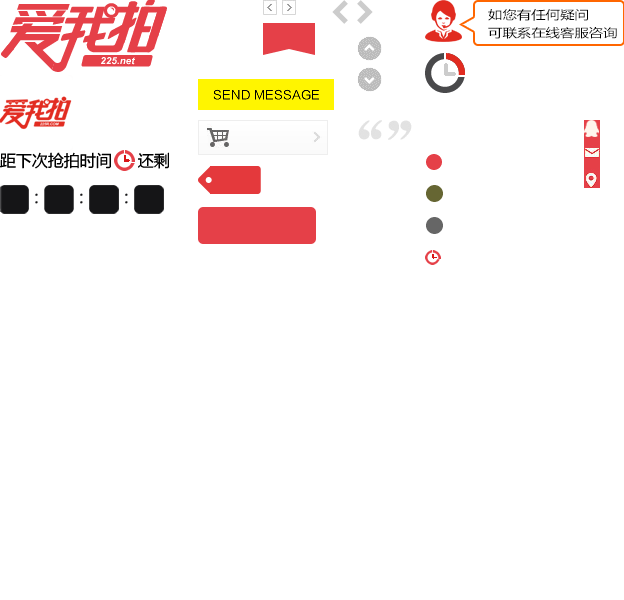 爱我拍
225.net
爱我拍
距下次抢拍时间 还剩
: : :
SEND MESSAGE
如您有任何疑问
可联系在线客服咨询